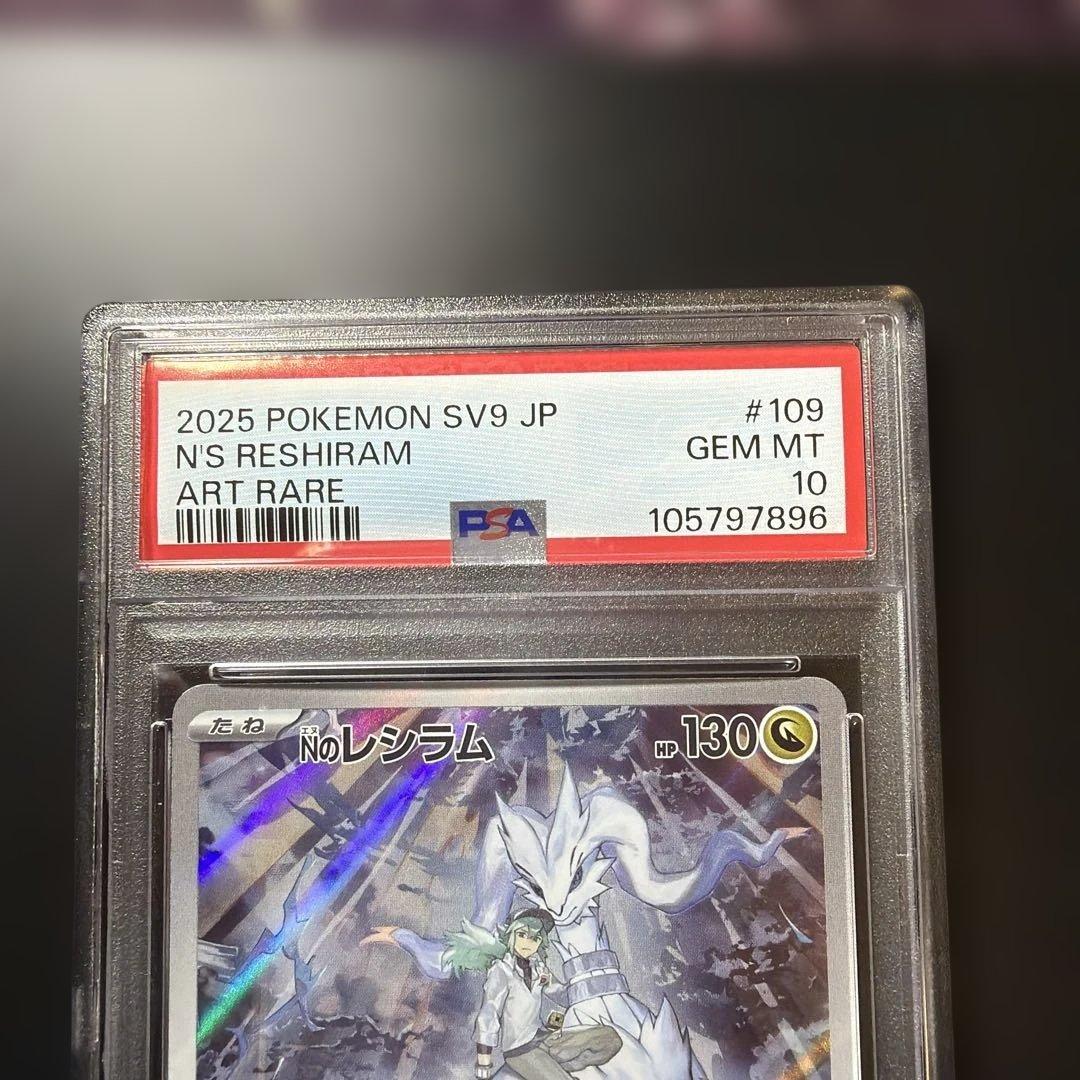 2025 POKEMON SV9 JP #109
N'S RESHIRAM GEM MT
ART RARE 10
PSA 105797896
たね
エヌ
Nのレシラム HP 130